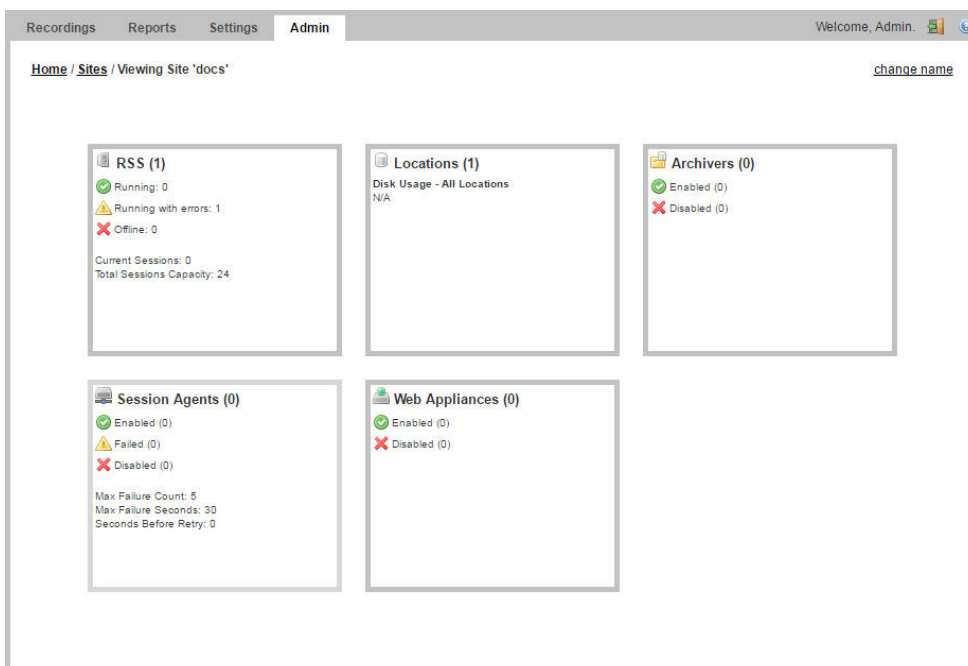 Recordings Reports Settings Admin Welcome, Admin.
Home / Sites / Viewing Site 'docs' change name
RSS (1)
Running: 0
Running with errors: 1
Offline: 0
Current Sessions: 0
Total Sessions Capacity: 24
Locations (1)
Disk Usage - All Locations
N/A
Archivers (0)
Enabled (0)
Disabled (0)
Session Agents (0)
Enabled (0)
Failed (0)
Disabled (0)
Max Failure Count: 5
Max Failure Seconds: 30
Seconds Before Retry: 0
Web Appliances (0)
Enabled (0)
Disabled (0)